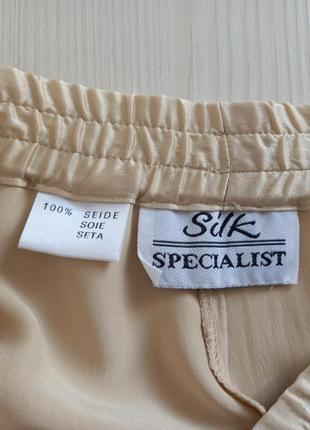 100% SEIDE
SOIE
SETA
Silk
SPECIALIST